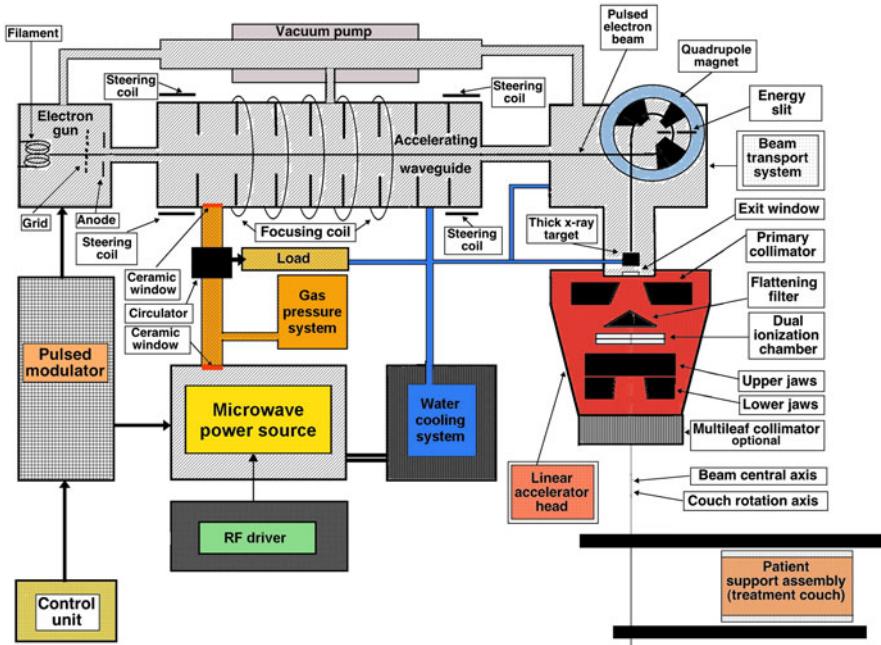 Filament
Vacuum pump
Pulsed
electron
beam
Quadrupole
magnet
Steering
coil
Steering
coil
Energy
slit
Electron
gun
Accelerating
waveguide
Beam
transport
system
Grid
Anode
Steering
coil
Focusing coil
Steering
coil
Thick x-ray
target
Exit window
Primary
collimator
Ceramic
window
Load
Circulator
Gas
pressure
system
Flattening
filter
Ceramic
window
Dual
ionization
chamber
Pulsed
modulator
Upper jaws
Lower jaws
Microwave
power source
Water
cooling
system
Multileaf collimator
optional
Linear
accelerator
head
Beam central axis
Couch rotation axis
RF driver
Patient
support assembly
(treatment couch)
Control
unit